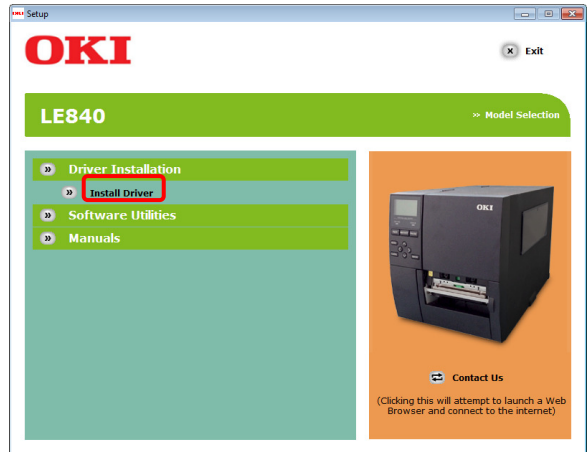 OKI Setup
OKI
Exit
LE840
» Model Selection
» Driver Installation
» Install Driver
» Software Utilities
» Manuals
OKI
Contact Us
(Clicking this will attempt to launch a Web
Browser and connect to the internet)